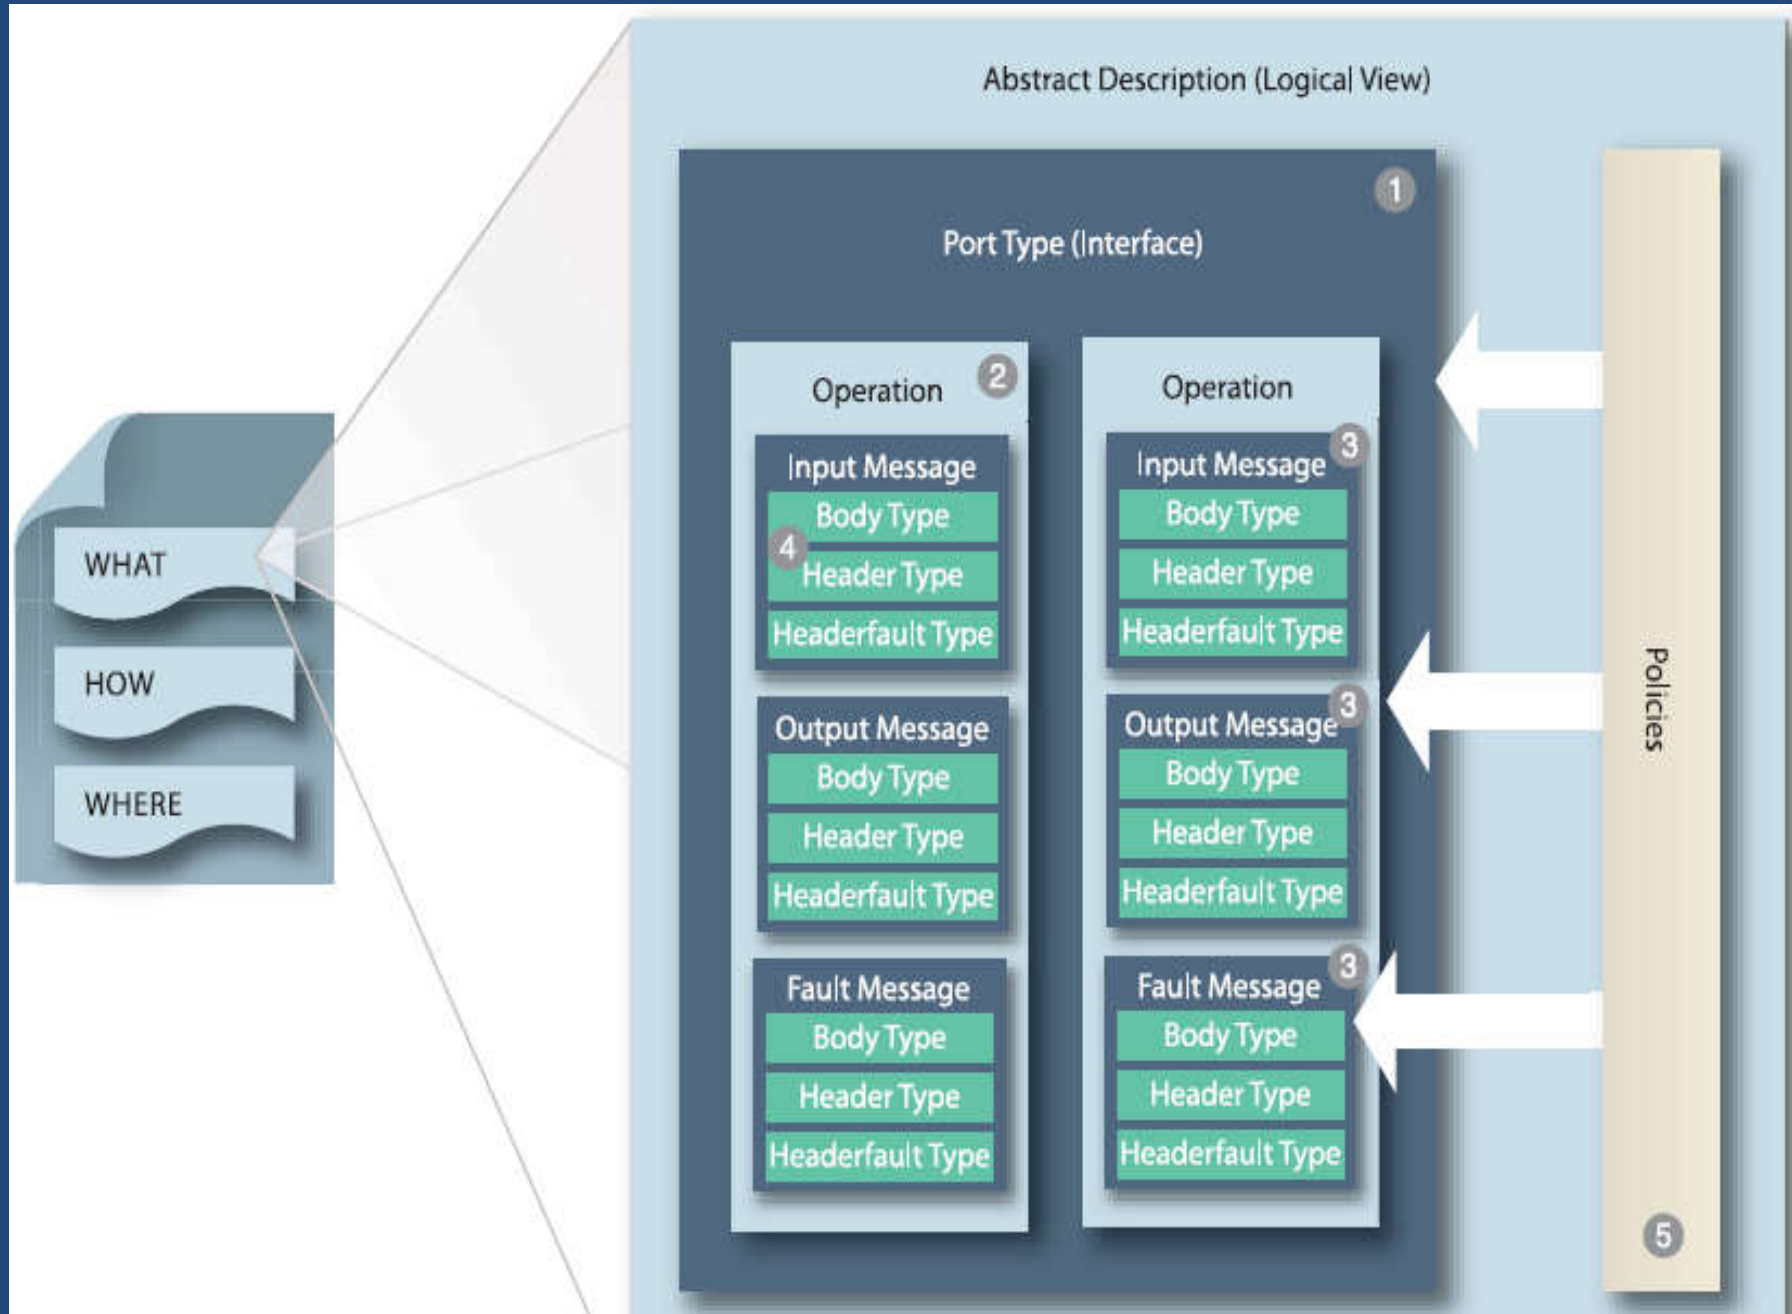 Abstract Description (Logical View)
1
Port Type (Interface)
WHAT
HOW
WHERE
Operation
2
Input Message
Body Type
4
Header Type
Headerfault Type
Output Message
Body Type
Header Type
Headerfault Type
Fault Message
Body Type
Header Type
Headerfault Type
Operation
Input Message
3
Body Type
Header Type
Headerfault Type
Output Message
3
Body Type
Header Type
Headerfault Type
Fault Message
3
Body Type
Header Type
Headerfault Type
Policies
5